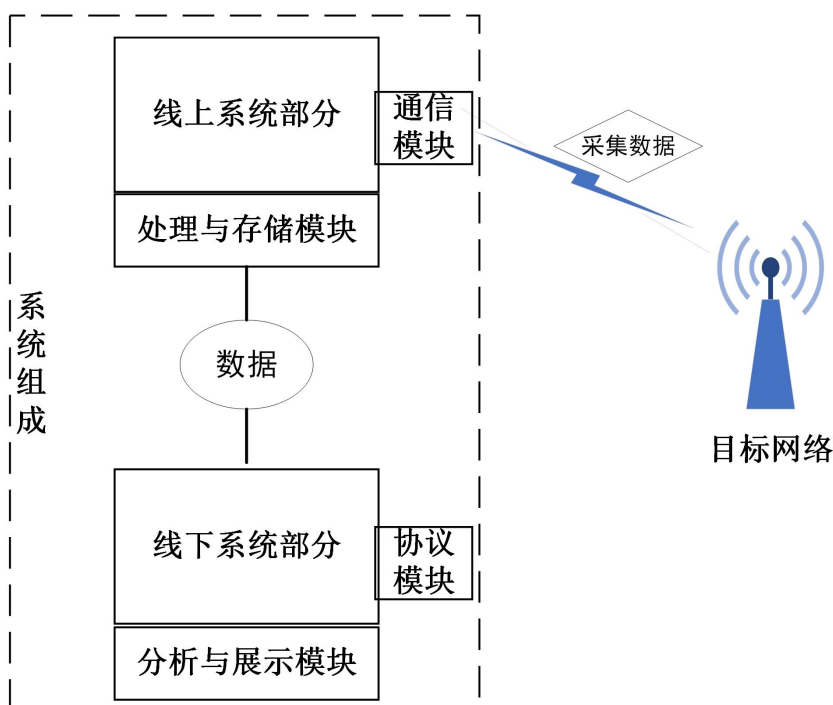 线上系统部分
通信
模块
采集数据
处理与存储模块
系
统
组
成
数据
目标网络
线下系统部分
协议
模块
分析与展示模块